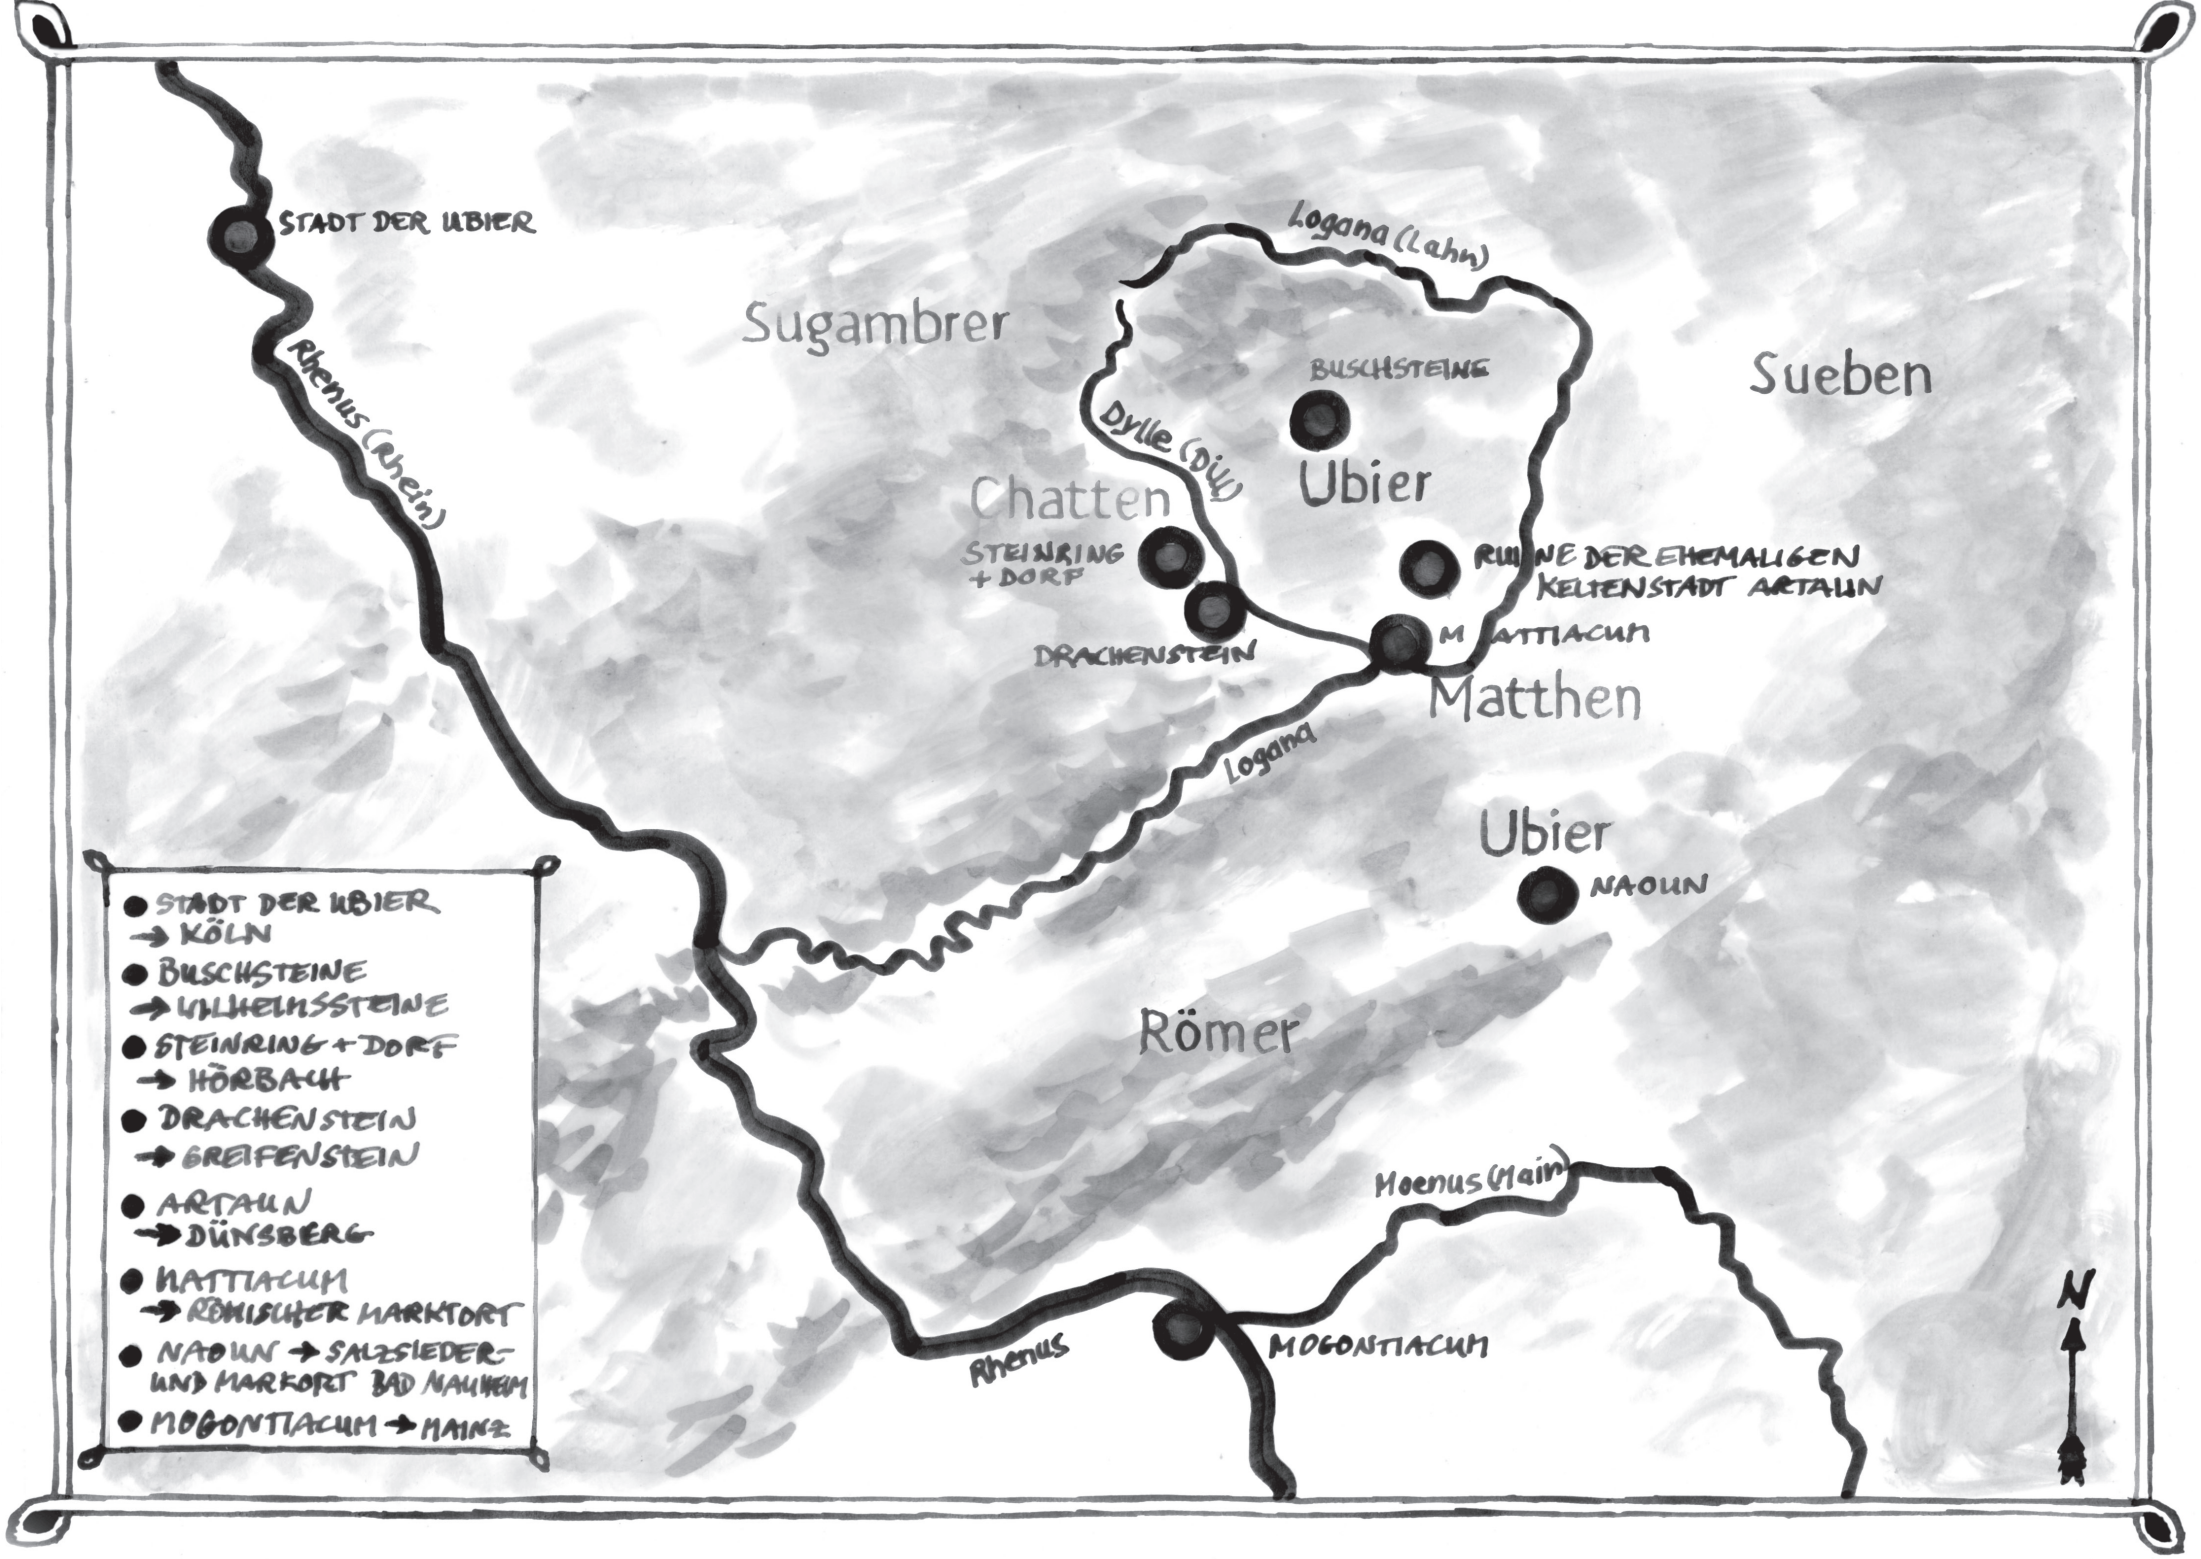 STADT DER UBIER
Logana (Lahn)
Sugambrer
Rhenus (Rhein)
BUSCHSTEINE
Sueben
Dylle (Dill)
Ubier
Chatten
STEINRING
+ DORF
RUINE DER EHEMALIGEN
KELTENSTADT ARTAUN
DRACHENSTEIN
MATTIACUM
Matthen
Logana
Ubier
NAOUN
Römer
Moenus (Main)
MOGONTIACUM
Rhenus
N
STADT DER UBIER
→ KÖLN
BUSCHSTEINE
→ WILHELMSSTEINE
STEINRING + DORF
→ HÖRBACH
DRACHENSTEIN
→ GREIFENSTEIN
ARTAUN
→ DÜNSBERG
MATTIACUM
→ RÖMISCHER MARKTORT
NAOUN → SALZSIEDER-
UND MARKORT BAD NAUHEIM
MOGONTIACUM → MAINZ